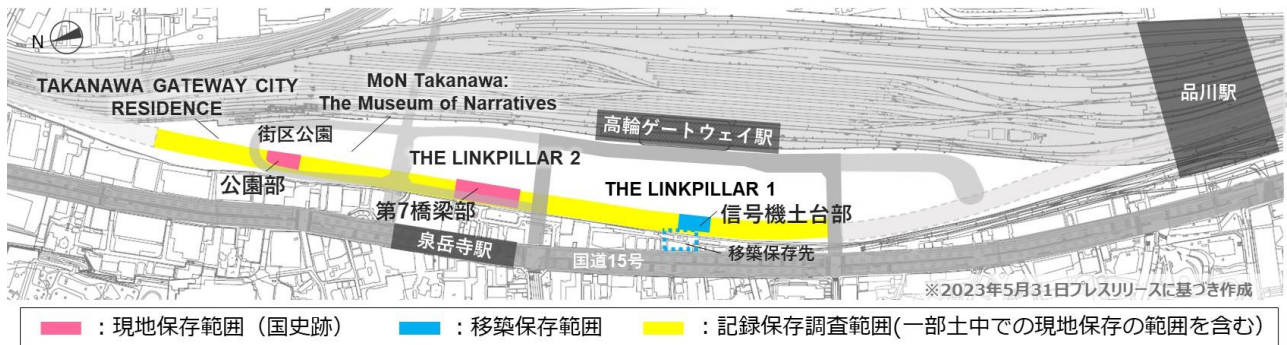 N
TAKANAWA GATEWAY CITY
RESIDENCE
MoN Takanawa:
The Museum of Narratives
街区公園
公園部
THE LINKPILLAR 2
第7橋梁部
高輪ゲートウェイ駅
THE LINKPILLAR 1
信号機土台部
移築保存先
品川駅
泉岳寺駅
国道15号
※2023年5月31日プレスリリースに基づき作成
：現地保存範囲（国史跡）
：移築保存範囲
：記録保存調査範囲(一部土中での現地保存の範囲を含む）